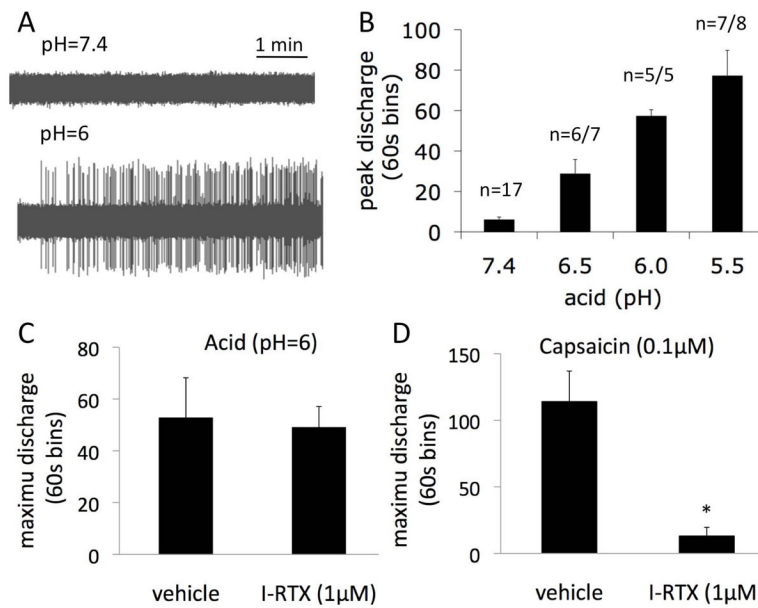 A
pH=7.4
1 min
pH=6
B
peak discharge
(60s bins)
100
80
60
40
20
0
n=17
n=6/7
n=5/5
n=7/8
7.4 6.5 6.0 5.5
acid (pH)
C
Acid (pH=6)
maximu discharge
(60s bins)
80
60
40
20
0
vehicle I-RTX (1µM)
D
Capsaicin (0.1µM)
maximu discharge
(60s bins)
150
100
50
0
*
vehicle I-RTX (1µM